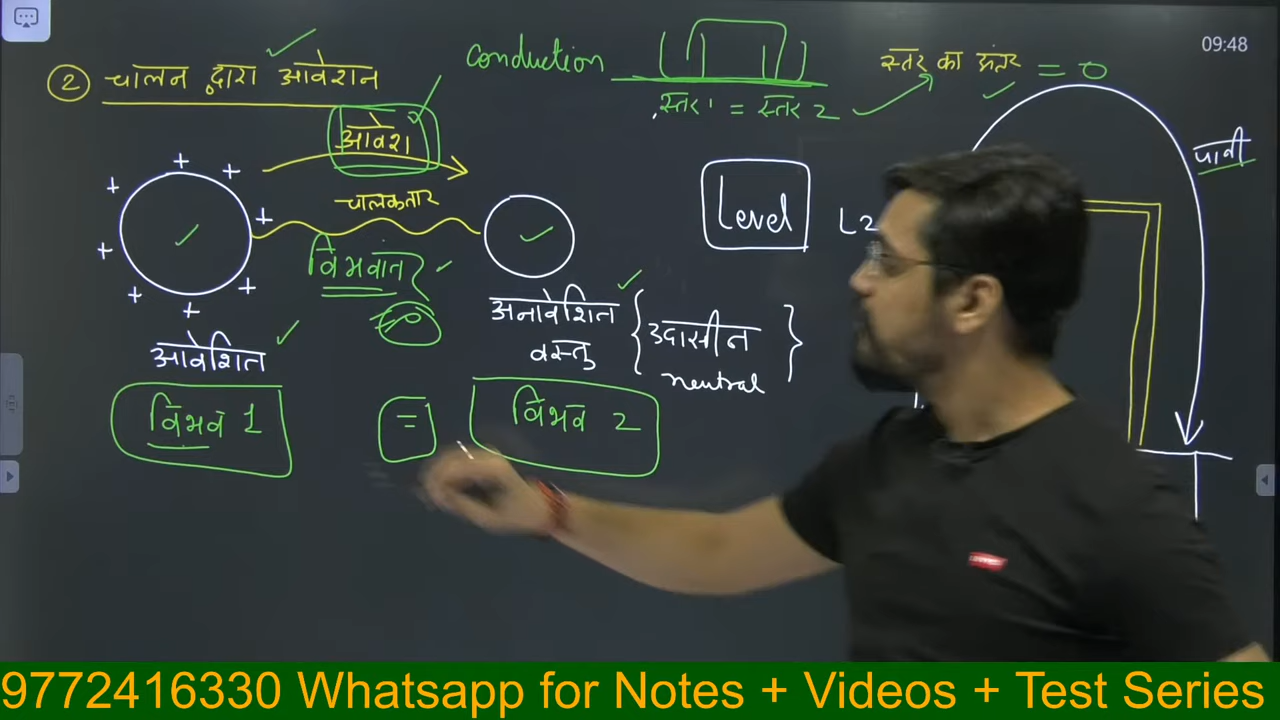 09:48
② चालन द्वारा आवेशन
conduction
स्तर का अंतर = 0
स्तर 1 = स्तर 2
आवेश
पानी
चालकतार
Level
L2
विभवांतर
=0
अनावेशित
वस्तु
{ उदासीन
neutral }
आवेशित
विभव 1 = विभव 2
9772416330 Whatsapp for Notes + Videos + Test Series